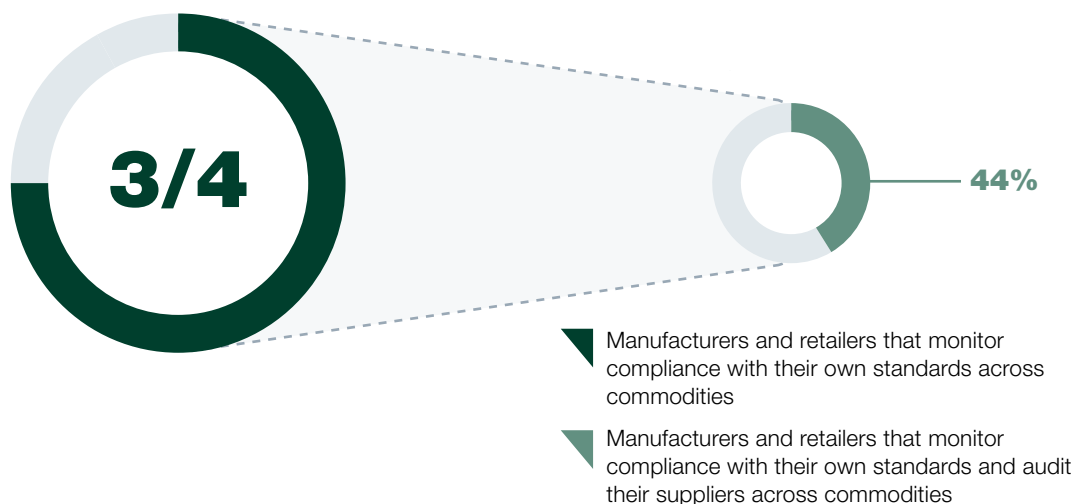 3/4
44%
Manufacturers and retailers that monitor
compliance with their own standards across
commodities
Manufacturers and retailers that monitor
compliance with their own standards and audit
their suppliers across commodities